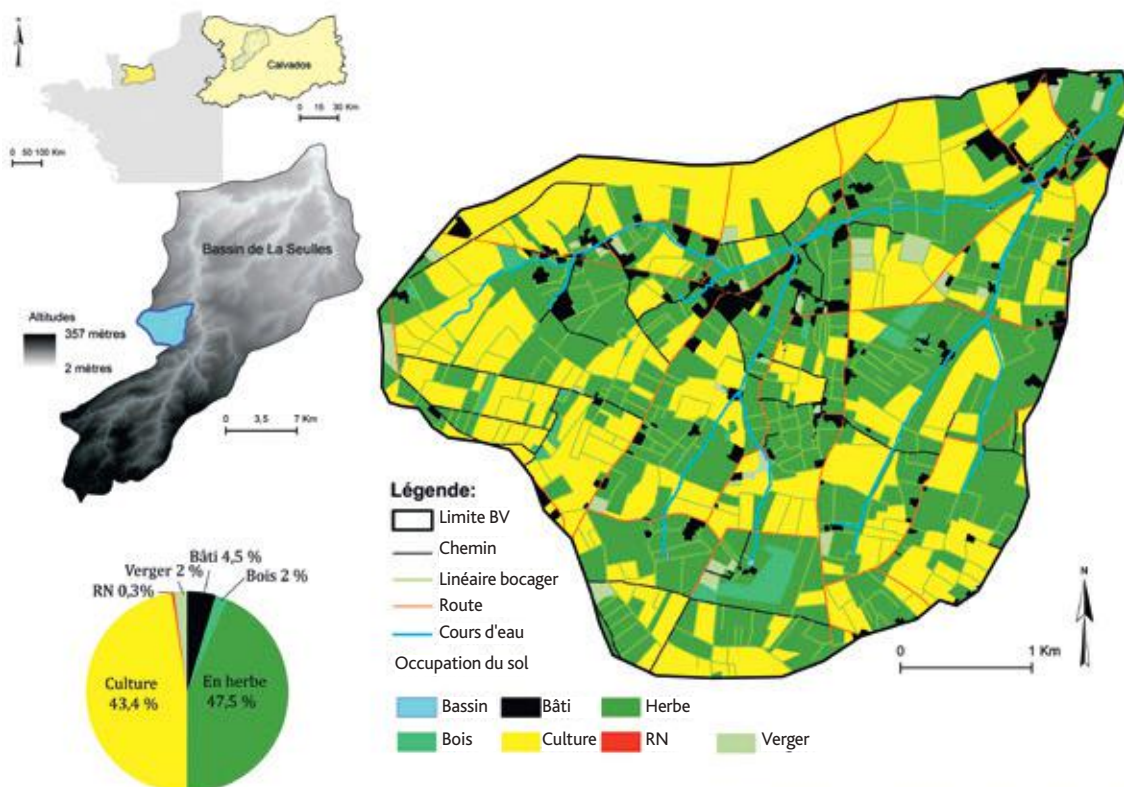 N
Calvados
0 15 30 Km
0 50 100 Km
Bassin de La Seulles
Altitudes
357 mètres
2 mètres
0 3,5 7 Km
Légende:
Limite BV
Chemin
Linéaire bocager
Route
Cours d'eau
Occupation du sol
Bassin
Bâti
Herbe
Bois
Culture
RN
Verger
N
0 1 Km
Bâti 4,5 %
Verger 2 %
Bois 2 %
RN 0,3%
Culture
43,4 %
En herbe
47,5 %